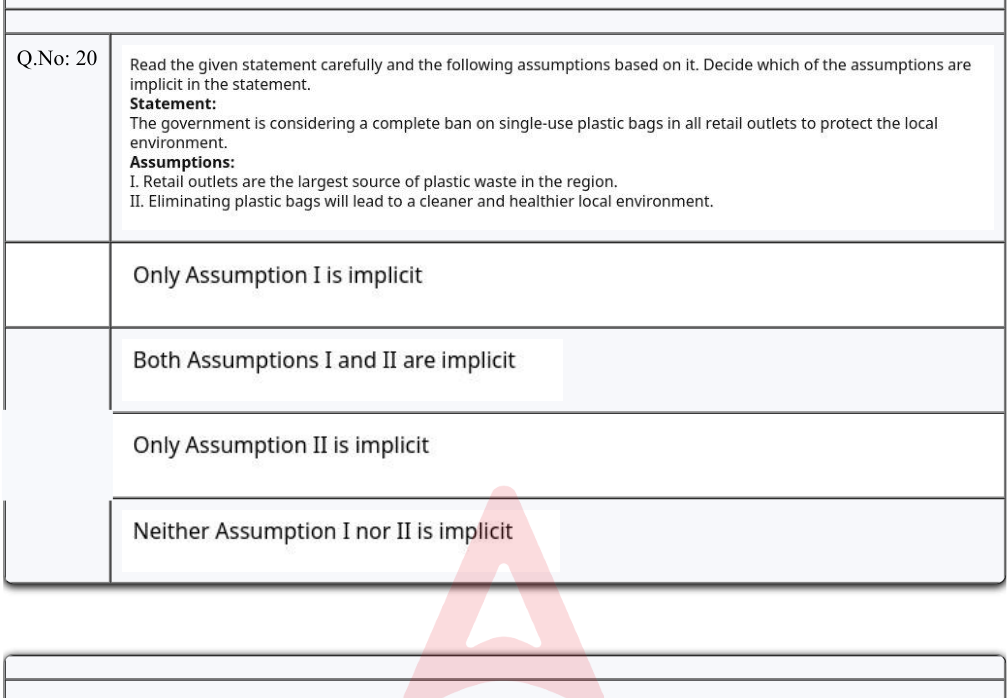 Q.No: 20
Read the given statement carefully and the following assumptions based on it. Decide which of the assumptions are
implicit in the statement.
Statement:
The government is considering a complete ban on single-use plastic bags in all retail outlets to protect the local
environment.
Assumptions:
I. Retail outlets are the largest source of plastic waste in the region.
II. Eliminating plastic bags will lead to a cleaner and healthier local environment.
Only Assumption I is implicit
Both Assumptions I and II are implicit
Only Assumption II is implicit
Neither Assumption I nor II is implicit